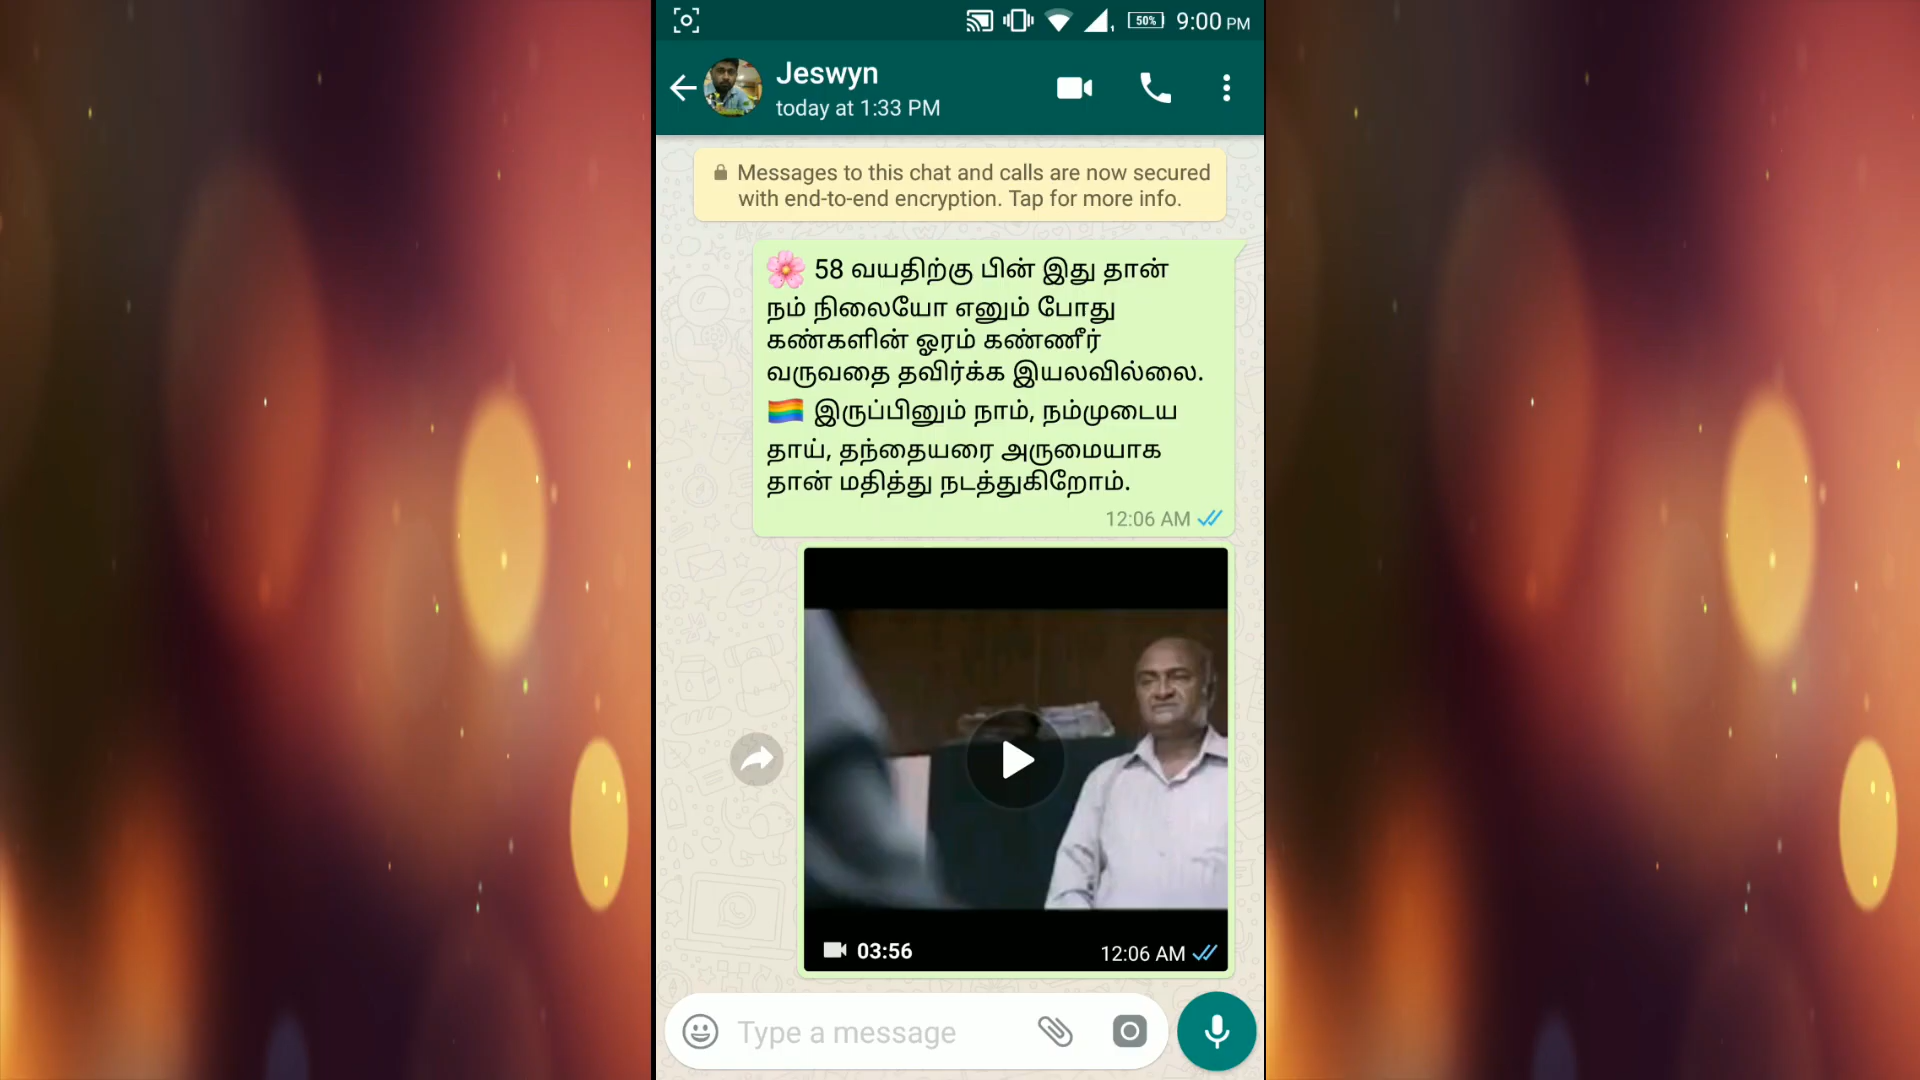 50% 9:00 PM
Jeswyn
today at 1:33 PM
Messages to this chat and calls are now secured
with end-to-end encryption. Tap for more info.
🌸 58 வயதிற்கு பின் இது தான்
நம் நிலையோ எனும் போது
கண்களின் ஓரம் கண்ணீர்
வருவதை தவிர்க்க இயலவில்லை.
🏳️‍🌈 இருப்பினும் நாம், நம்முடைய
தாய், தந்தையரை அருமையாக
தான் மதித்து நடத்துகிறோம்.
12:06 AM
03:56 12:06 AM
Type a message